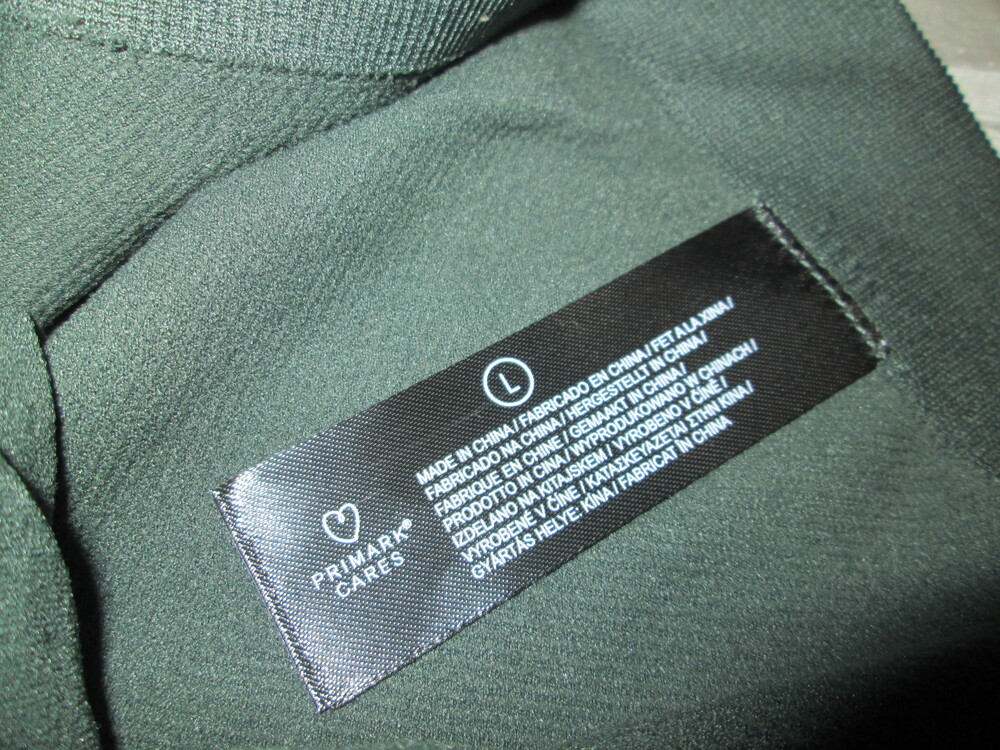 L
MADE IN CHINA / FABRICADO EN CHINA / FET A LA XINA /
FABRICADO NA CHINA / HERGESTELLT IN CHINA /
FABRIQUE EN CHINE / GEMAAKT IN CHINA /
PRODOTTO IN CINA / WYPRODUKOWANO W CHINACH /
IZDELANO NA KITAJSKEM / VYROBENO V ČÍNĚ /
VYROBENÉ V ČÍNE / ΚΑΤΑΣΚΕΥΑΖΕΤΑΙ ΣΤΗΝ ΚΙΝΑ /
GYÁRTÁS HELYE: KÍNA / FABRICAT ÎN CHINA
PRIMARK®
CARES